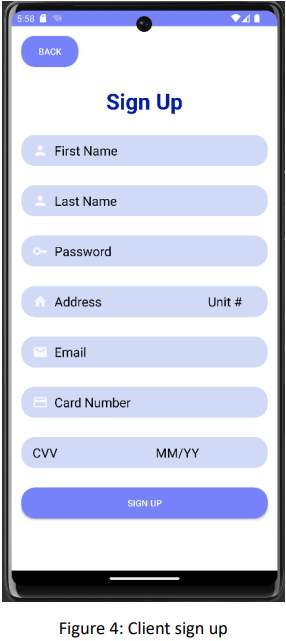 5:58
BACK
Sign Up
First Name
Last Name
Password
Address Unit #
Email
Card Number
CVV MM/YY
SIGN UP
Figure 4: Client sign up